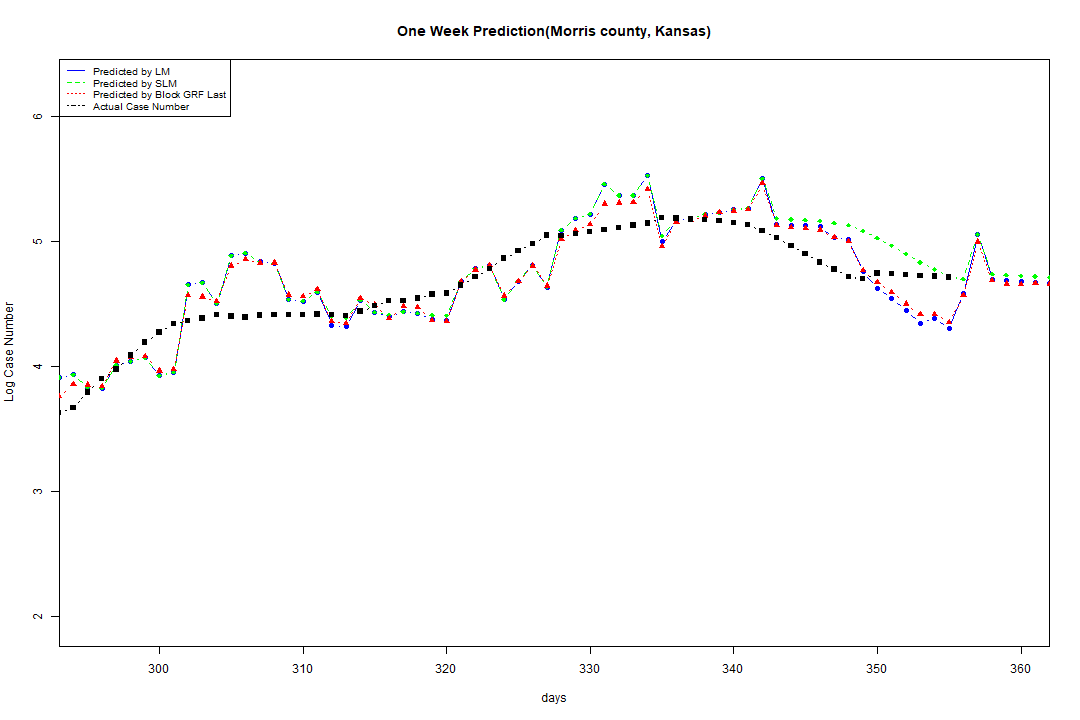 One Week Prediction(Morris county, Kansas)
Predicted by LM
Predicted by SLM
Predicted by Block GRF Last
Actual Case Number
6
5
4
3
2
Log Case Number
300 310 320 330 340 350 360
days